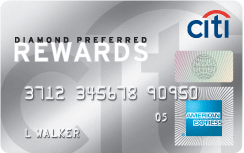 DIAMOND PREFERRED
REWARDS
citi
3712 345678 90950
05
L WALKER
AMERICAN
EXPRESS